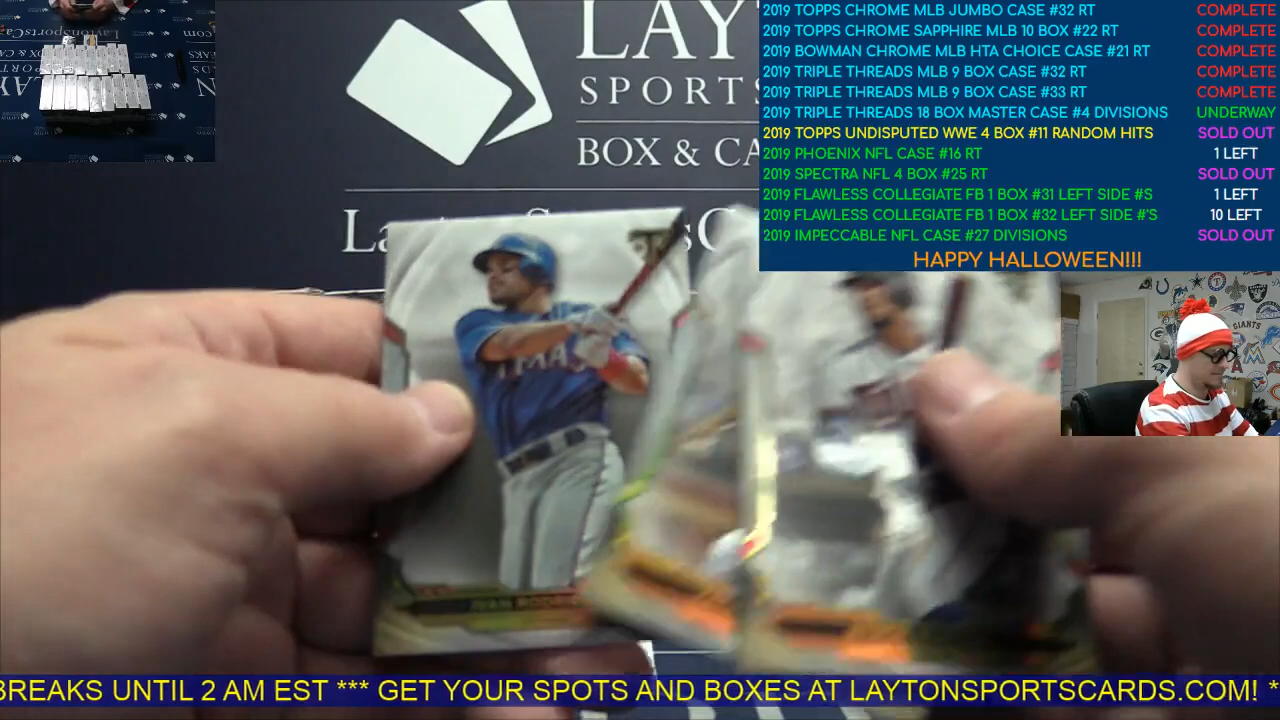 LAY
SPORTS
BOX & CA
2019 TOPPS CHROME MLB JUMBO CASE #32 RT COMPLETE
2019 TOPPS CHROME SAPPHIRE MLB 10 BOX #22 RT COMPLETE
2019 BOWMAN CHROME MLB HTA CHOICE CASE #21 RT COMPLETE
2019 TRIPLE THREADS MLB 9 BOX CASE #32 RT COMPLETE
2019 TRIPLE THREADS MLB 9 BOX CASE #33 RT COMPLETE
2019 TRIPLE THREADS 18 BOX MASTER CASE #4 DIVISIONS UNDERWAY
2019 TOPPS UNDISPUTED WWE 4 BOX #11 RANDOM HITS SOLD OUT
2019 PHOENIX NFL CASE #16 RT 1 LEFT
2019 SPECTRA NFL 4 BOX #25 RT SOLD OUT
2019 FLAWLESS COLLEGIATE FB 1 BOX #31 LEFT SIDE #S 1 LEFT
2019 FLAWLESS COLLEGIATE FB 1 BOX #32 LEFT SIDE #'S 10 LEFT
2019 IMPECCABLE NFL CASE #27 DIVISIONS SOLD OUT
HAPPY HALLOWEEN!!!
GIANTS
IVAN
BREAKS UNTIL 2 AM EST *** GET YOUR SPOTS AND BOXES AT LAYTONSPORTSCARDS.COM! *